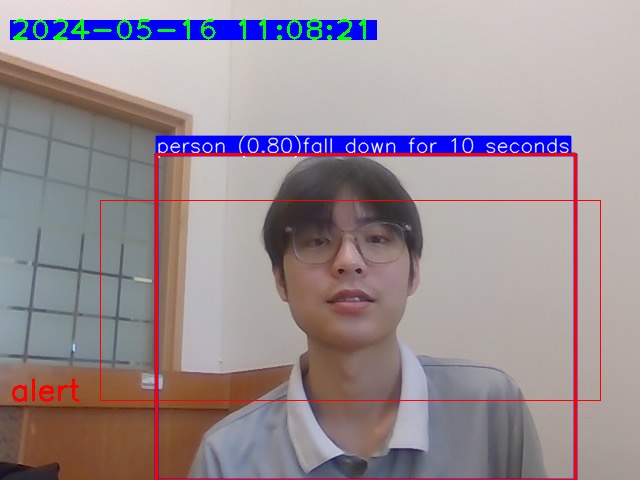 2024-05-16 11:08:21
person (0.80)fall down for 10 seconds
alert